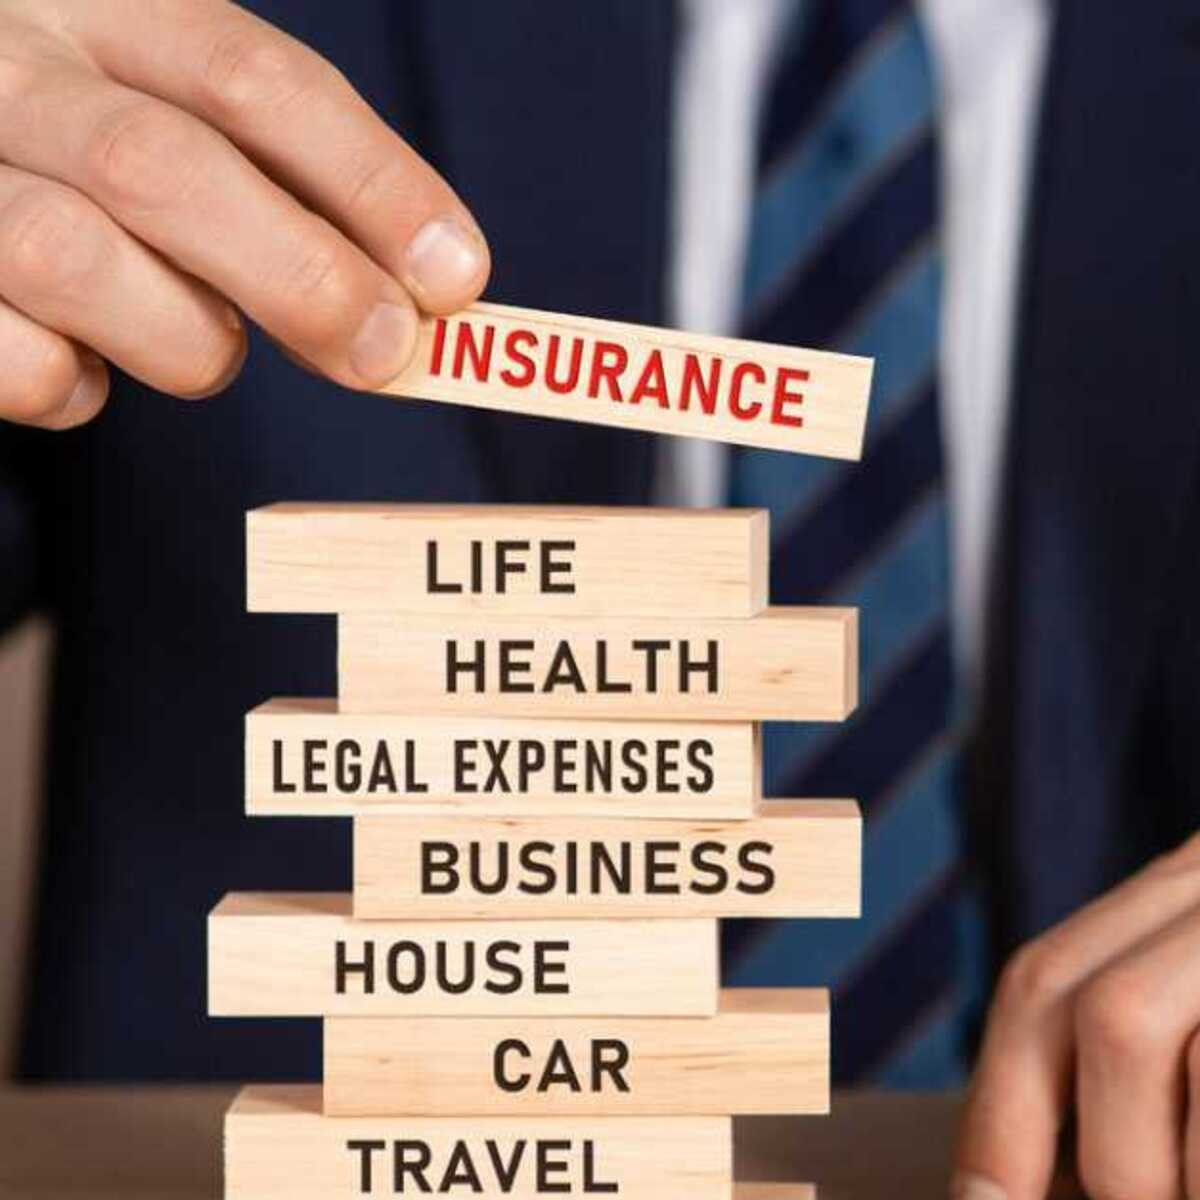 INSURANCE
LIFE
HEALTH
LEGAL EXPENSES
BUSINESS
HOUSE
CAR
TRAVEL